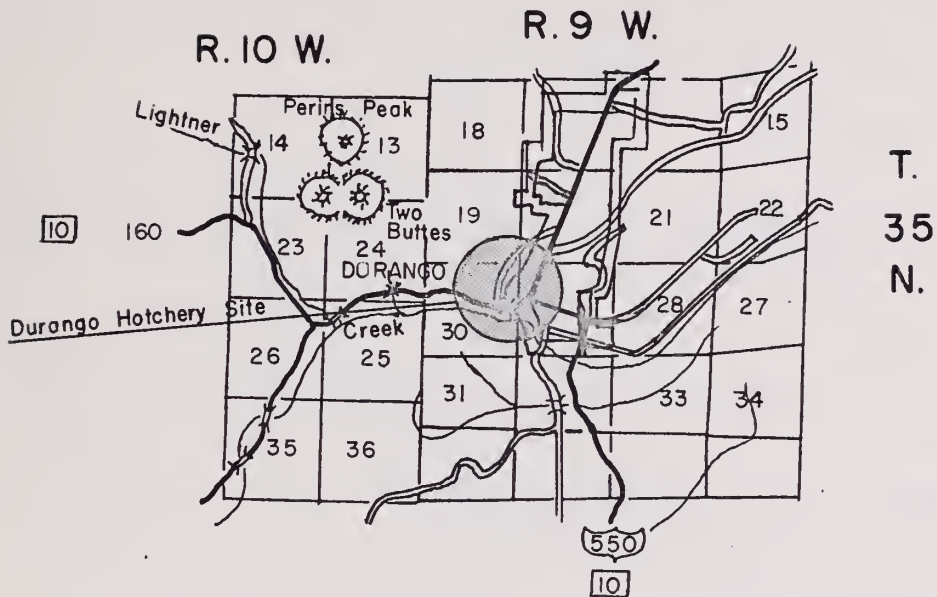 R. 10 W.
R. 9 W.
Perins Peak
Lightner
14
13
18
15
T.
35
N.
10
160
23
24
Two
Buttes
19
21
22
DURANGO
Durango Hotchery Site
Creek
30
28
27
26
25
31
33
34
35
36
550
10